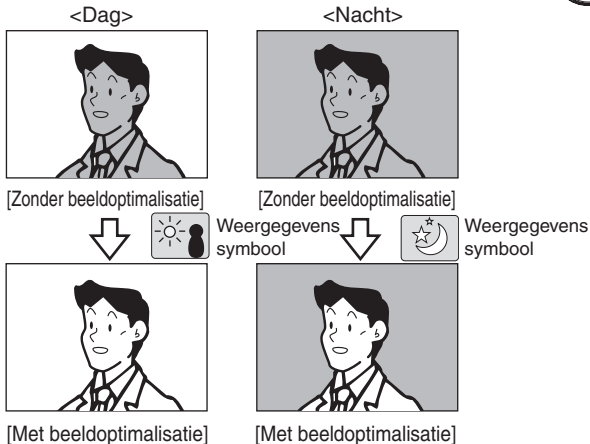 <Dag>
<Nacht>
[Zonder beeldoptimalisatie]
[Zonder beeldoptimalisatie]
Weergegevens
symbool
Weergegevens
symbool
[Met beeldoptimalisatie]
[Met beeldoptimalisatie]